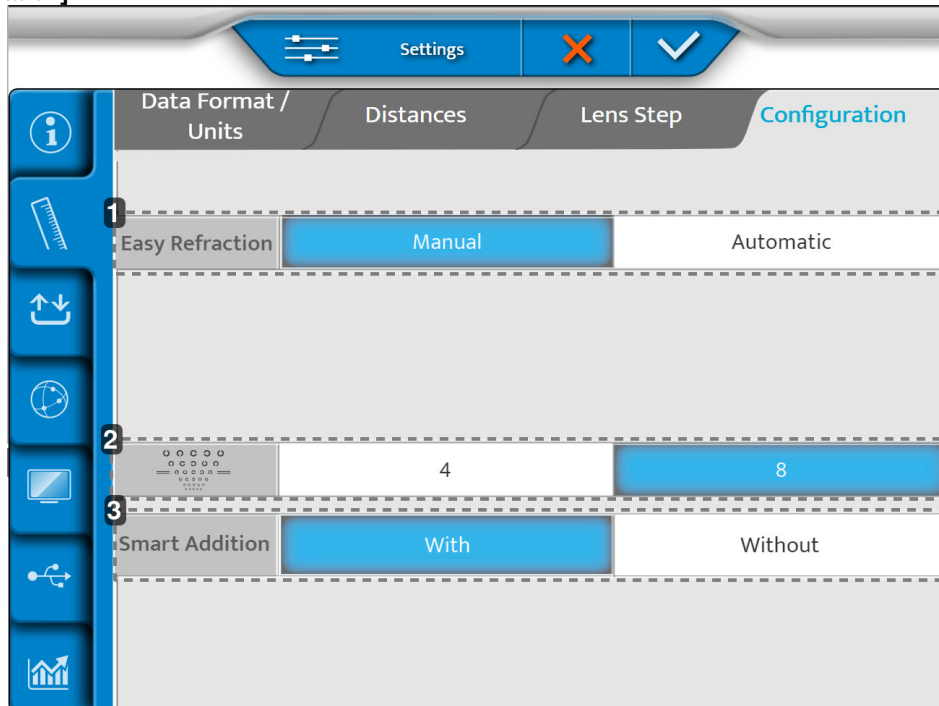 Settings
Data Format /
Units
Distances
Lens Step
Configuration
1
Easy Refraction
Manual
Automatic
2
4
8
3
Smart Addition
With
Without